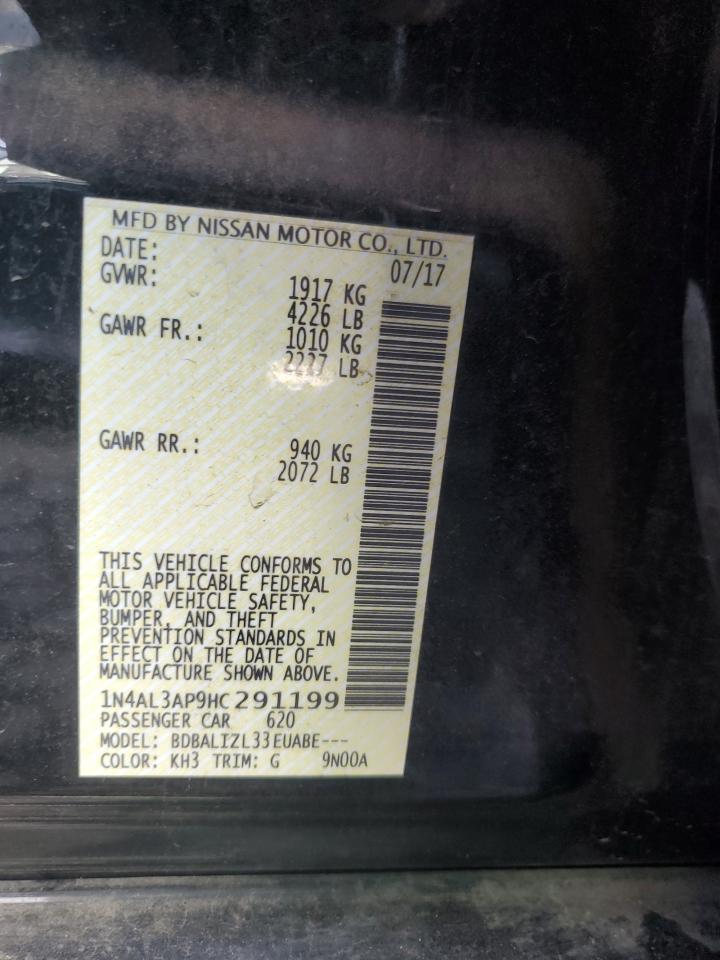 MFD BY NISSAN MOTOR CO., LTD.
DATE: 07/17
GVWR: 1917 KG
4226 LB
GAWR FR.: 1010 KG
2227 LB
GAWR RR.: 940 KG
2072 LB
THIS VEHICLE CONFORMS TO
ALL APPLICABLE FEDERAL
MOTOR VEHICLE SAFETY,
BUMPER, AND THEFT
PREVENTION STANDARDS IN
EFFECT ON THE DATE OF
MANUFACTURE SHOWN ABOVE.
1N4AL3AP9HC291199
PASSENGER CAR 620
MODEL: BDBALIZL33EUABE---
COLOR: KH3 TRIM: G 9N00A